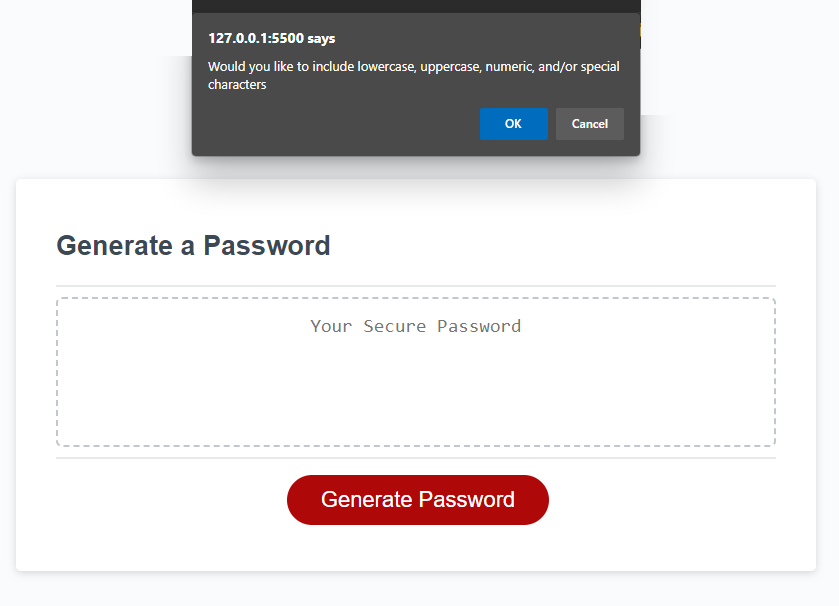 127.0.0.1:5500 says
Would you like to include lowercase, uppercase, numeric, and/or special
characters
OK Cancel
Generate a Password
Your Secure Password
Generate Password